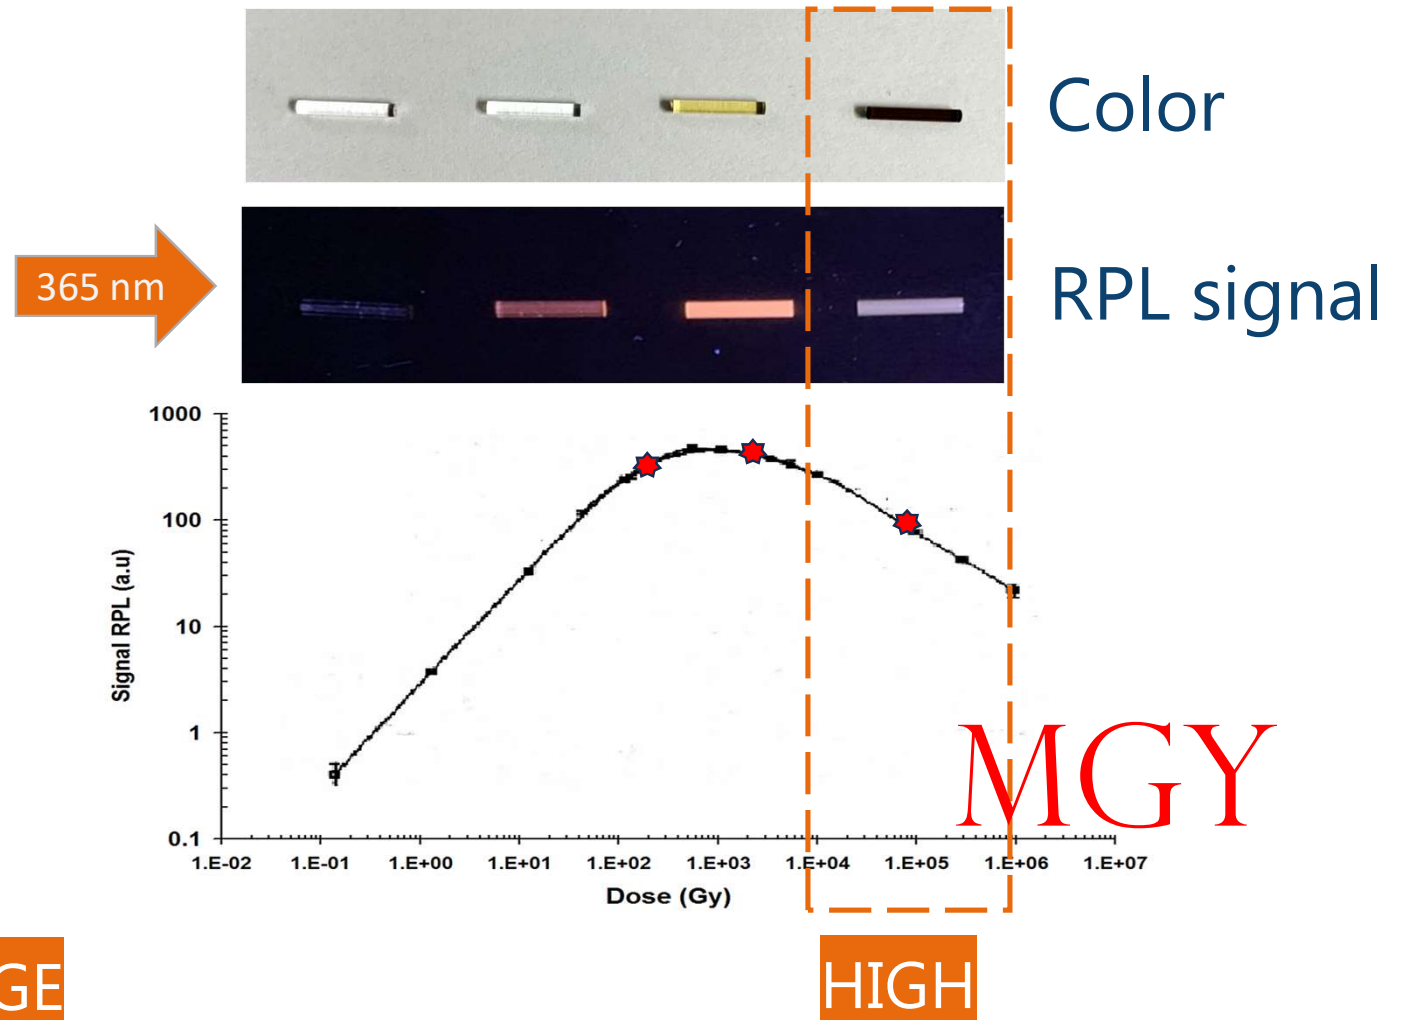 Color
365 nm
RPL signal
1000
100
10
1
0.1
Signal RPL (a.u)
1.E-02 1.E-01 1.E+00 1.E+01 1.E+02 1.E+03 1.E+04 1.E+05 1.E+06 1.E+07
Dose (Gy)
MGY
GE
HIGH